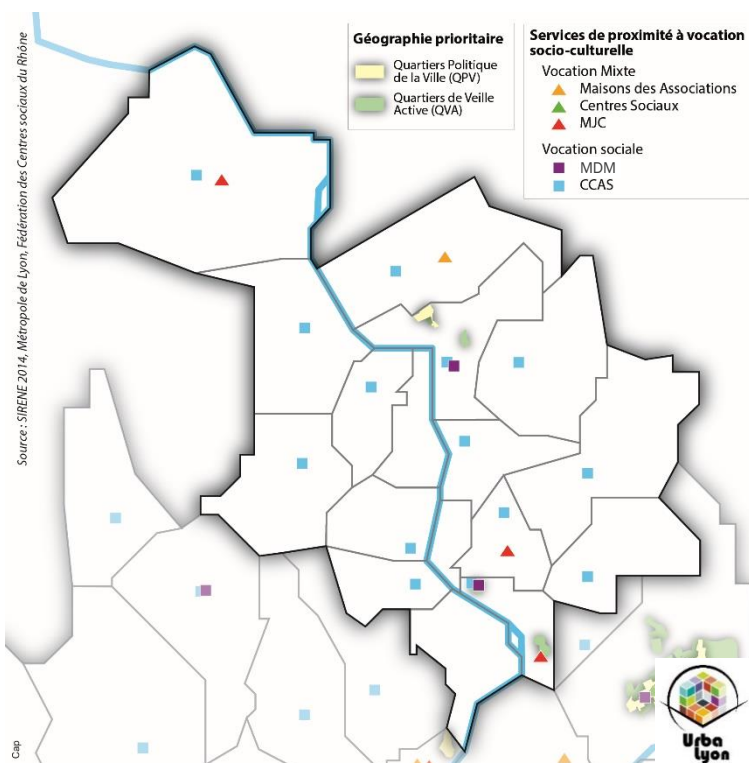 Source : SIRENE 2014, Métropole de Lyon, Fédération des Centres sociaux du Rhône
Géographie prioritaire
Quartiers Politique
de la Ville (QPV)
Quartiers de Veille
Active (QVA)
Services de proximité à vocation
socio-culturelle
Vocation Mixte
Maisons des Associations
Centres Sociaux
MJC
Vocation sociale
MDM
CCAS
Cap
Urba
Lyon